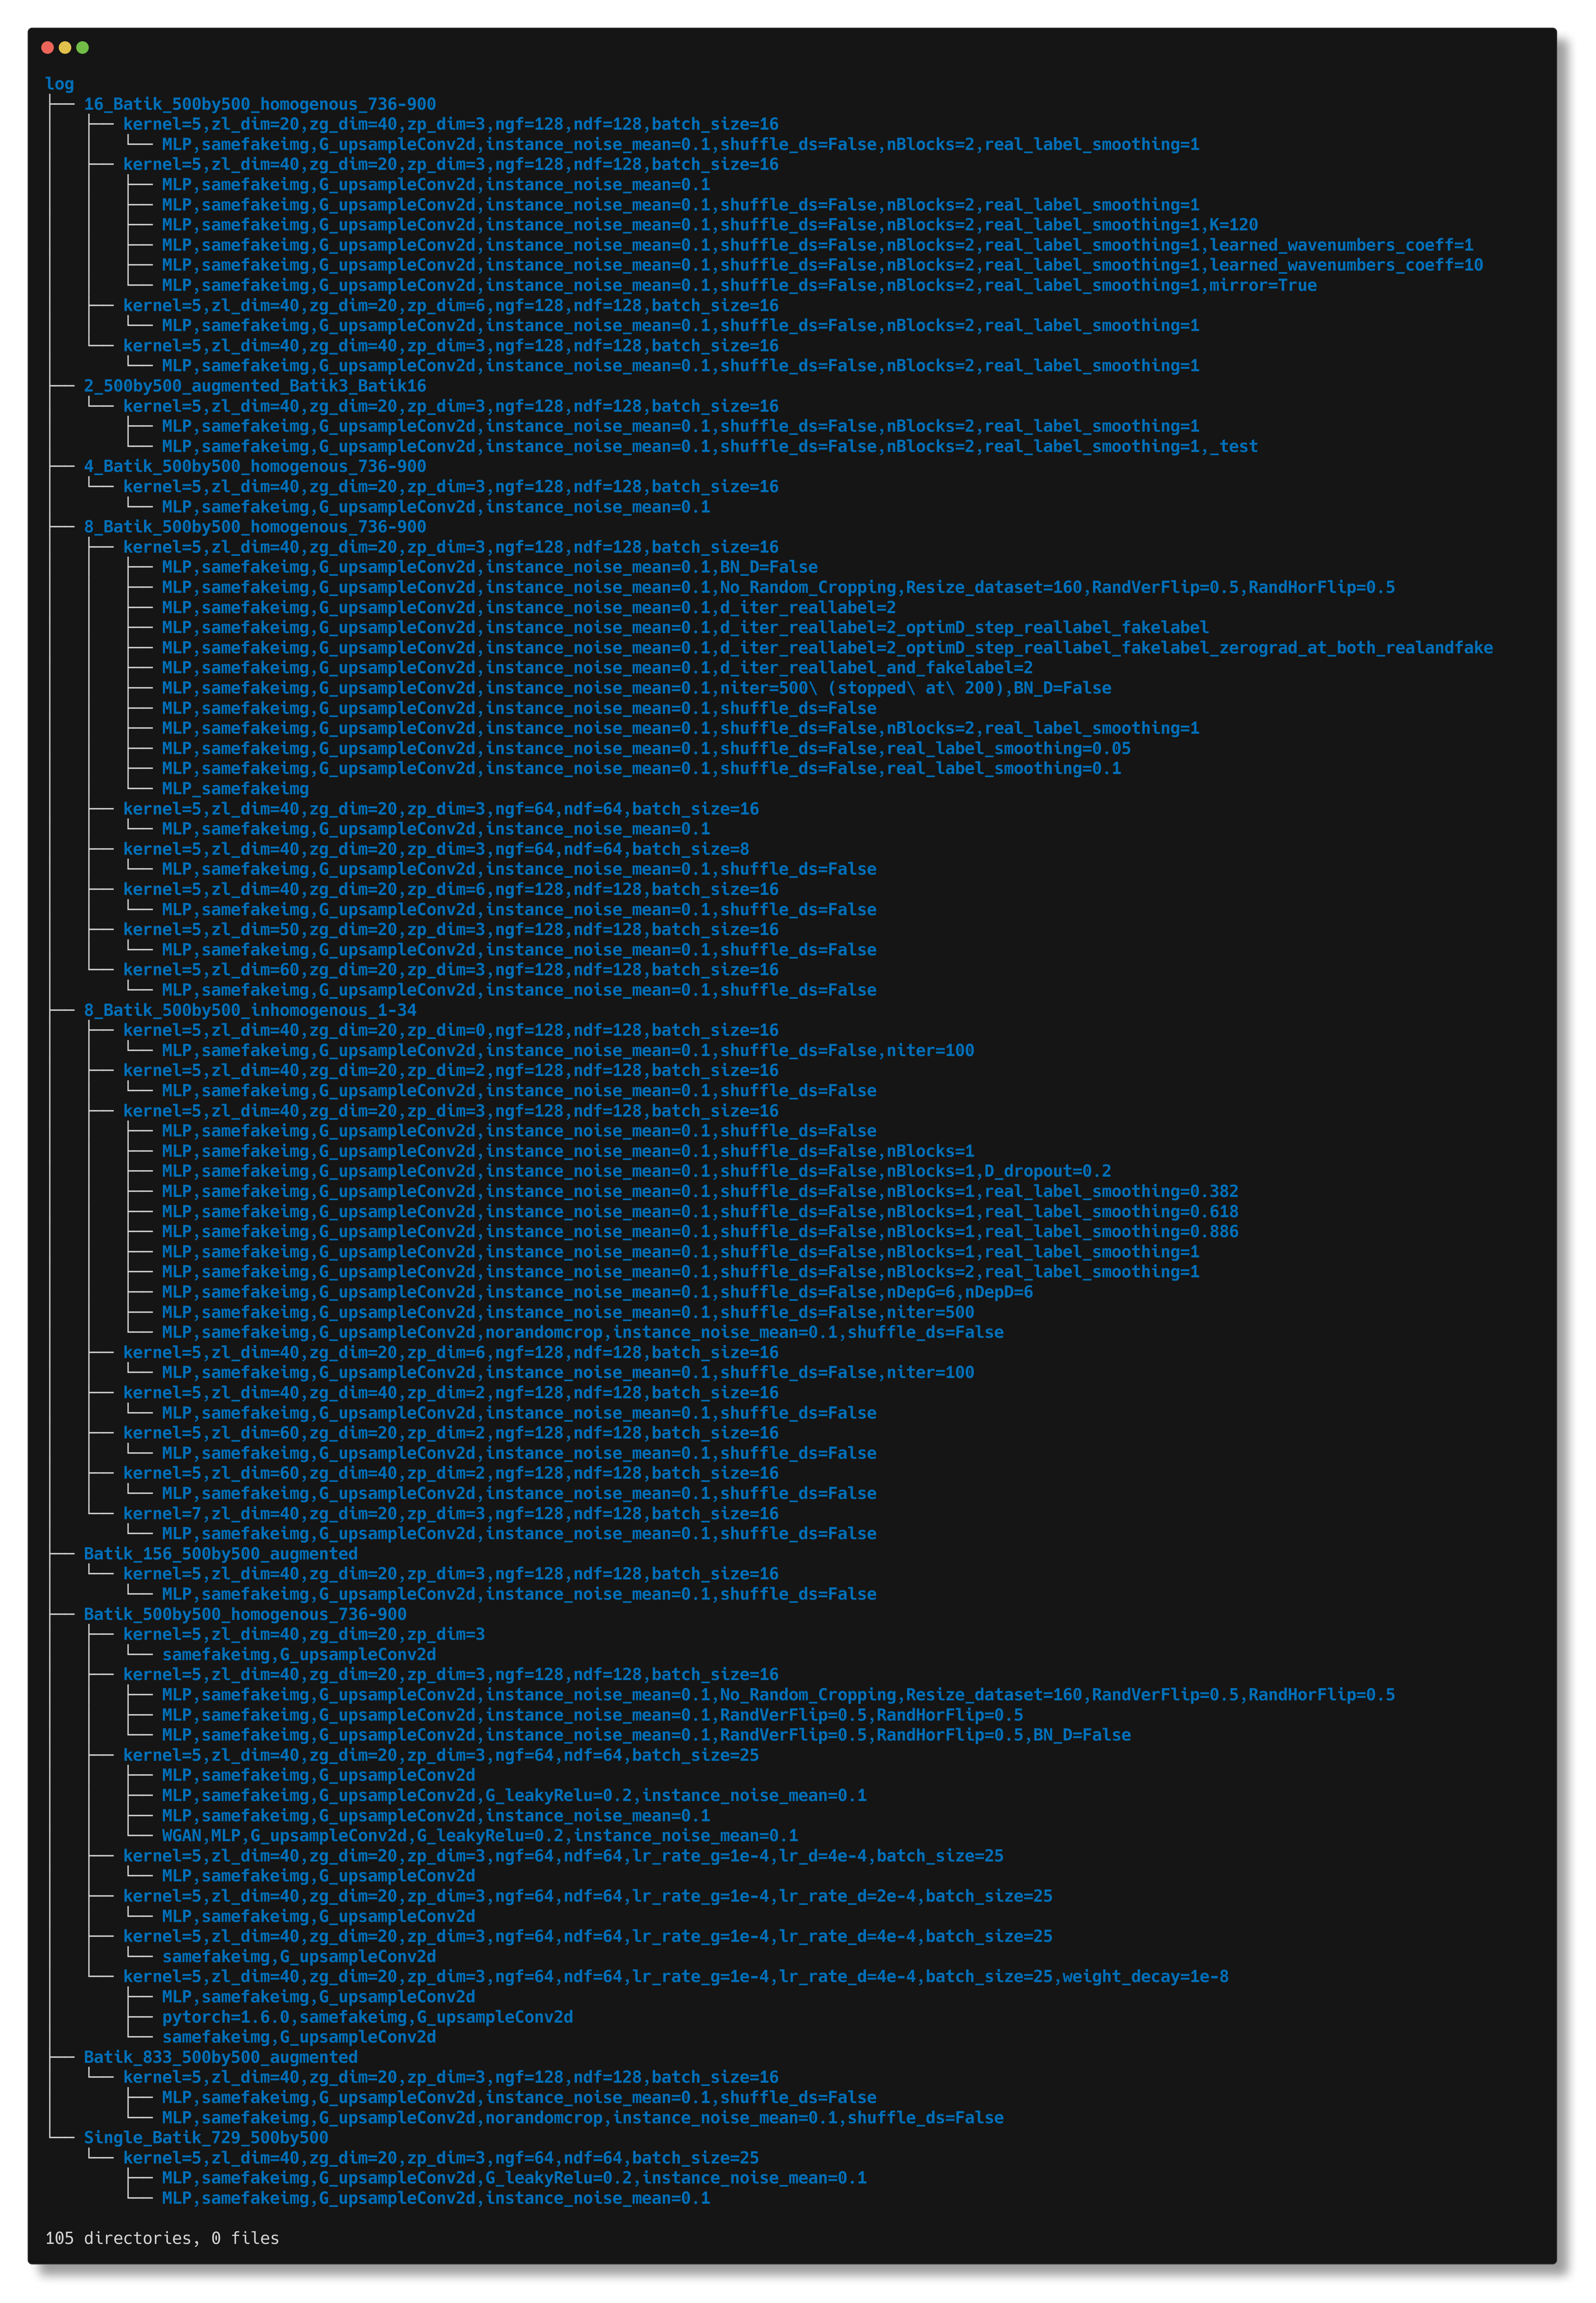 log
├── 16_Batik_500by500_homogenous_736-900
│   ├── kernel=5,zl_dim=20,zg_dim=40,zp_dim=3,ngf=128,ndf=128,batch_size=16
│   │   └── MLP,samefakeimg,G_upsampleConv2d,instance_noise_mean=0.1,shuffle_ds=False,nBlocks=2,real_label_smoothing=1
│   ├── kernel=5,zl_dim=40,zg_dim=20,zp_dim=3,ngf=128,ndf=128,batch_size=16
│   │   ├── MLP,samefakeimg,G_upsampleConv2d,instance_noise_mean=0.1
│   │   ├── MLP,samefakeimg,G_upsampleConv2d,instance_noise_mean=0.1,shuffle_ds=False,nBlocks=2,real_label_smoothing=1
│   │   ├── MLP,samefakeimg,G_upsampleConv2d,instance_noise_mean=0.1,shuffle_ds=False,nBlocks=2,real_label_smoothing=1,K=120
│   │   ├── MLP,samefakeimg,G_upsampleConv2d,instance_noise_mean=0.1,shuffle_ds=False,nBlocks=2,real_label_smoothing=1,learned_wavenumbers_coeff=1
│   │   ├── MLP,samefakeimg,G_upsampleConv2d,instance_noise_mean=0.1,shuffle_ds=False,nBlocks=2,real_label_smoothing=1,learned_wavenumbers_coeff=10
│   │   └── MLP,samefakeimg,G_upsampleConv2d,instance_noise_mean=0.1,shuffle_ds=False,nBlocks=2,real_label_smoothing=1,mirror=True
│   ├── kernel=5,zl_dim=40,zg_dim=20,zp_dim=6,ngf=128,ndf=128,batch_size=16
│   │   └── MLP,samefakeimg,G_upsampleConv2d,instance_noise_mean=0.1,shuffle_ds=False,nBlocks=2,real_label_smoothing=1
│   └── kernel=5,zl_dim=40,zg_dim=40,zp_dim=3,ngf=128,ndf=128,batch_size=16
│       └── MLP,samefakeimg,G_upsampleConv2d,instance_noise_mean=0.1,shuffle_ds=False,nBlocks=2,real_label_smoothing=1
├── 2_500by500_augmented_Batik3_Batik16
│   └── kernel=5,zl_dim=40,zg_dim=20,zp_dim=3,ngf=128,ndf=128,batch_size=16
│       ├── MLP,samefakeimg,G_upsampleConv2d,instance_noise_mean=0.1,shuffle_ds=False,nBlocks=2,real_label_smoothing=1
│       └── MLP,samefakeimg,G_upsampleConv2d,instance_noise_mean=0.1,shuffle_ds=False,nBlocks=2,real_label_smoothing=1,_test
├── 4_Batik_500by500_homogenous_736-900
│   └── kernel=5,zl_dim=40,zg_dim=20,zp_dim=3,ngf=128,ndf=128,batch_size=16
│       └── MLP,samefakeimg,G_upsampleConv2d,instance_noise_mean=0.1
├── 8_Batik_500by500_homogenous_736-900
│   ├── kernel=5,zl_dim=40,zg_dim=20,zp_dim=3,ngf=128,ndf=128,batch_size=16
│   │   ├── MLP,samefakeimg,G_upsampleConv2d,instance_noise_mean=0.1,BN_D=False
│   │   ├── MLP,samefakeimg,G_upsampleConv2d,instance_noise_mean=0.1,No_Random_Cropping,Resize_dataset=160,RandVerFlip=0.5,RandHorFlip=0.5
│   │   ├── MLP,samefakeimg,G_upsampleConv2d,instance_noise_mean=0.1,d_iter_reallabel=2
│   │   ├── MLP,samefakeimg,G_upsampleConv2d,instance_noise_mean=0.1,d_iter_reallabel=2_optimD_step_reallabel_fakelabel
│   │   ├── MLP,samefakeimg,G_upsampleConv2d,instance_noise_mean=0.1,d_iter_reallabel=2_optimD_step_reallabel_fakelabel_zerograd_at_both_realandfake
│   │   ├── MLP,samefakeimg,G_upsampleConv2d,instance_noise_mean=0.1,d_iter_reallabel_and_fakelabel=2
│   │   ├── MLP,samefakeimg,G_upsampleConv2d,instance_noise_mean=0.1,niter=500\ (stopped\ at\ 200),BN_D=False
│   │   ├── MLP,samefakeimg,G_upsampleConv2d,instance_noise_mean=0.1,shuffle_ds=False
│   │   ├── MLP,samefakeimg,G_upsampleConv2d,instance_noise_mean=0.1,shuffle_ds=False,nBlocks=2,real_label_smoothing=1
│   │   ├── MLP,samefakeimg,G_upsampleConv2d,instance_noise_mean=0.1,shuffle_ds=False,real_label_smoothing=0.05
│   │   ├── MLP,samefakeimg,G_upsampleConv2d,instance_noise_mean=0.1,shuffle_ds=False,real_label_smoothing=0.1
│   │   └── MLP_samefakeimg
│   ├── kernel=5,zl_dim=40,zg_dim=20,zp_dim=3,ngf=64,ndf=64,batch_size=16
│   │   └── MLP,samefakeimg,G_upsampleConv2d,instance_noise_mean=0.1
│   ├── kernel=5,zl_dim=40,zg_dim=20,zp_dim=3,ngf=64,ndf=64,batch_size=8
│   │   └── MLP,samefakeimg,G_upsampleConv2d,instance_noise_mean=0.1,shuffle_ds=False
│   ├── kernel=5,zl_dim=40,zg_dim=20,zp_dim=6,ngf=128,ndf=128,batch_size=16
│   │   └── MLP,samefakeimg,G_upsampleConv2d,instance_noise_mean=0.1,shuffle_ds=False
│   ├── kernel=5,zl_dim=50,zg_dim=20,zp_dim=3,ngf=128,ndf=128,batch_size=16
│   │   └── MLP,samefakeimg,G_upsampleConv2d,instance_noise_mean=0.1,shuffle_ds=False
│   └── kernel=5,zl_dim=60,zg_dim=20,zp_dim=3,ngf=128,ndf=128,batch_size=16
│       └── MLP,samefakeimg,G_upsampleConv2d,instance_noise_mean=0.1,shuffle_ds=False
├── 8_Batik_500by500_inhomogenous_1-34
│   ├── kernel=5,zl_dim=40,zg_dim=20,zp_dim=0,ngf=128,ndf=128,batch_size=16
│   │   └── MLP,samefakeimg,G_upsampleConv2d,instance_noise_mean=0.1,shuffle_ds=False,niter=100
│   ├── kernel=5,zl_dim=40,zg_dim=20,zp_dim=2,ngf=128,ndf=128,batch_size=16
│   │   └── MLP,samefakeimg,G_upsampleConv2d,instance_noise_mean=0.1,shuffle_ds=False
│   ├── kernel=5,zl_dim=40,zg_dim=20,zp_dim=3,ngf=128,ndf=128,batch_size=16
│   │   ├── MLP,samefakeimg,G_upsampleConv2d,instance_noise_mean=0.1,shuffle_ds=False
│   │   ├── MLP,samefakeimg,G_upsampleConv2d,instance_noise_mean=0.1,shuffle_ds=False,nBlocks=1
│   │   ├── MLP,samefakeimg,G_upsampleConv2d,instance_noise_mean=0.1,shuffle_ds=False,nBlocks=1,D_dropout=0.2
│   │   ├── MLP,samefakeimg,G_upsampleConv2d,instance_noise_mean=0.1,shuffle_ds=False,nBlocks=1,real_label_smoothing=0.382
│   │   ├── MLP,samefakeimg,G_upsampleConv2d,instance_noise_mean=0.1,shuffle_ds=False,nBlocks=1,real_label_smoothing=0.618
│   │   ├── MLP,samefakeimg,G_upsampleConv2d,instance_noise_mean=0.1,shuffle_ds=False,nBlocks=1,real_label_smoothing=0.886
│   │   ├── MLP,samefakeimg,G_upsampleConv2d,instance_noise_mean=0.1,shuffle_ds=False,nBlocks=1,real_label_smoothing=1
│   │   ├── MLP,samefakeimg,G_upsampleConv2d,instance_noise_mean=0.1,shuffle_ds=False,nBlocks=2,real_label_smoothing=1
│   │   ├── MLP,samefakeimg,G_upsampleConv2d,instance_noise_mean=0.1,shuffle_ds=False,nDepG=6,nDepD=6
│   │   ├── MLP,samefakeimg,G_upsampleConv2d,instance_noise_mean=0.1,shuffle_ds=False,niter=500
│   │   └── MLP,samefakeimg,G_upsampleConv2d,norandomcrop,instance_noise_mean=0.1,shuffle_ds=False
│   ├── kernel=5,zl_dim=40,zg_dim=20,zp_dim=6,ngf=128,ndf=128,batch_size=16
│   │   └── MLP,samefakeimg,G_upsampleConv2d,instance_noise_mean=0.1,shuffle_ds=False,niter=100
│   ├── kernel=5,zl_dim=40,zg_dim=40,zp_dim=2,ngf=128,ndf=128,batch_size=16
│   │   └── MLP,samefakeimg,G_upsampleConv2d,instance_noise_mean=0.1,shuffle_ds=False
│   ├── kernel=5,zl_dim=60,zg_dim=20,zp_dim=2,ngf=128,ndf=128,batch_size=16
│   │   └── MLP,samefakeimg,G_upsampleConv2d,instance_noise_mean=0.1,shuffle_ds=False
│   ├── kernel=5,zl_dim=60,zg_dim=40,zp_dim=2,ngf=128,ndf=128,batch_size=16
│   │   └── MLP,samefakeimg,G_upsampleConv2d,instance_noise_mean=0.1,shuffle_ds=False
│   └── kernel=7,zl_dim=40,zg_dim=20,zp_dim=3,ngf=128,ndf=128,batch_size=16
│       └── MLP,samefakeimg,G_upsampleConv2d,instance_noise_mean=0.1,shuffle_ds=False
├── Batik_156_500by500_augmented
│   └── kernel=5,zl_dim=40,zg_dim=20,zp_dim=3,ngf=128,ndf=128,batch_size=16
│       └── MLP,samefakeimg,G_upsampleConv2d,instance_noise_mean=0.1,shuffle_ds=False
├── Batik_500by500_homogenous_736-900
│   ├── kernel=5,zl_dim=40,zg_dim=20,zp_dim=3
│   │   └── samefakeimg,G_upsampleConv2d
│   ├── kernel=5,zl_dim=40,zg_dim=20,zp_dim=3,ngf=128,ndf=128,batch_size=16
│   │   ├── MLP,samefakeimg,G_upsampleConv2d,instance_noise_mean=0.1,No_Random_Cropping,Resize_dataset=160,RandVerFlip=0.5,RandHorFlip=0.5
│   │   ├── MLP,samefakeimg,G_upsampleConv2d,instance_noise_mean=0.1,RandVerFlip=0.5,RandHorFlip=0.5
│   │   └── MLP,samefakeimg,G_upsampleConv2d,instance_noise_mean=0.1,RandVerFlip=0.5,RandHorFlip=0.5,BN_D=False
│   ├── kernel=5,zl_dim=40,zg_dim=20,zp_dim=3,ngf=64,ndf=64,batch_size=25
│   │   ├── MLP,samefakeimg,G_upsampleConv2d
│   │   ├── MLP,samefakeimg,G_upsampleConv2d,G_leakyRelu=0.2,instance_noise_mean=0.1
│   │   ├── MLP,samefakeimg,G_upsampleConv2d,instance_noise_mean=0.1
│   │   └── WGAN,MLP,G_upsampleConv2d,G_leakyRelu=0.2,instance_noise_mean=0.1
│   ├── kernel=5,zl_dim=40,zg_dim=20,zp_dim=3,ngf=64,ndf=64,lr_rate_g=1e-4,lr_d=4e-4,batch_size=25
│   │   └── MLP,samefakeimg,G_upsampleConv2d
│   ├── kernel=5,zl_dim=40,zg_dim=20,zp_dim=3,ngf=64,ndf=64,lr_rate_g=1e-4,lr_rate_d=2e-4,batch_size=25
│   │   └── MLP,samefakeimg,G_upsampleConv2d
│   ├── kernel=5,zl_dim=40,zg_dim=20,zp_dim=3,ngf=64,ndf=64,lr_rate_g=1e-4,lr_rate_d=4e-4,batch_size=25
│   │   └── samefakeimg,G_upsampleConv2d
│   └── kernel=5,zl_dim=40,zg_dim=20,zp_dim=3,ngf=64,ndf=64,lr_rate_g=1e-4,lr_rate_d=4e-4,batch_size=25,weight_decay=1e-8
│       ├── MLP,samefakeimg,G_upsampleConv2d
│       ├── pytorch=1.6.0,samefakeimg,G_upsampleConv2d
│       └── samefakeimg,G_upsampleConv2d
├── Batik_833_500by500_augmented
│   └── kernel=5,zl_dim=40,zg_dim=20,zp_dim=3,ngf=128,ndf=128,batch_size=16
│       ├── MLP,samefakeimg,G_upsampleConv2d,instance_noise_mean=0.1,shuffle_ds=False
│       └── MLP,samefakeimg,G_upsampleConv2d,norandomcrop,instance_noise_mean=0.1,shuffle_ds=False
└── Single_Batik_729_500by500
    └── kernel=5,zl_dim=40,zg_dim=20,zp_dim=3,ngf=64,ndf=64,batch_size=25
        ├── MLP,samefakeimg,G_upsampleConv2d,G_leakyRelu=0.2,instance_noise_mean=0.1
        └── MLP,samefakeimg,G_upsampleConv2d,instance_noise_mean=0.1
105 directories, 0 files